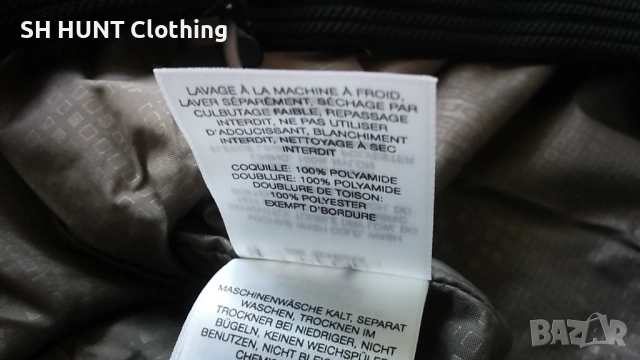 SH HUNT Clothing
LAVAGE À LA MACHINE À FROID,
LAVER SÉPARÉMENT, SÉCHAGE PAR
CULBUTAGE FAIBLE, REPASSAGE
INTERDIT, NE PAS UTILISER
D'ADOUCISSANT, BLANCHIMENT
INTERDIT, NETTOYAGE À SEC
INTERDIT
COQUILLE: 100% POLYAMIDE
DOUBLURE: 100% POLYAMIDE
DOUBLURE DE TOISON:
100% POLYESTER
EXEMPT D'BORDURE
MASCHINENWÄSCHE KALT, SEPARAT
WASCHEN, TROCKNEN IM
TROCKNER BEI NIEDRIGER, NICHT
BÜGELN, KEINEN WEICHSPÜLER
BENUTZEN, NICHT BLEI
CHEM
BAZAR